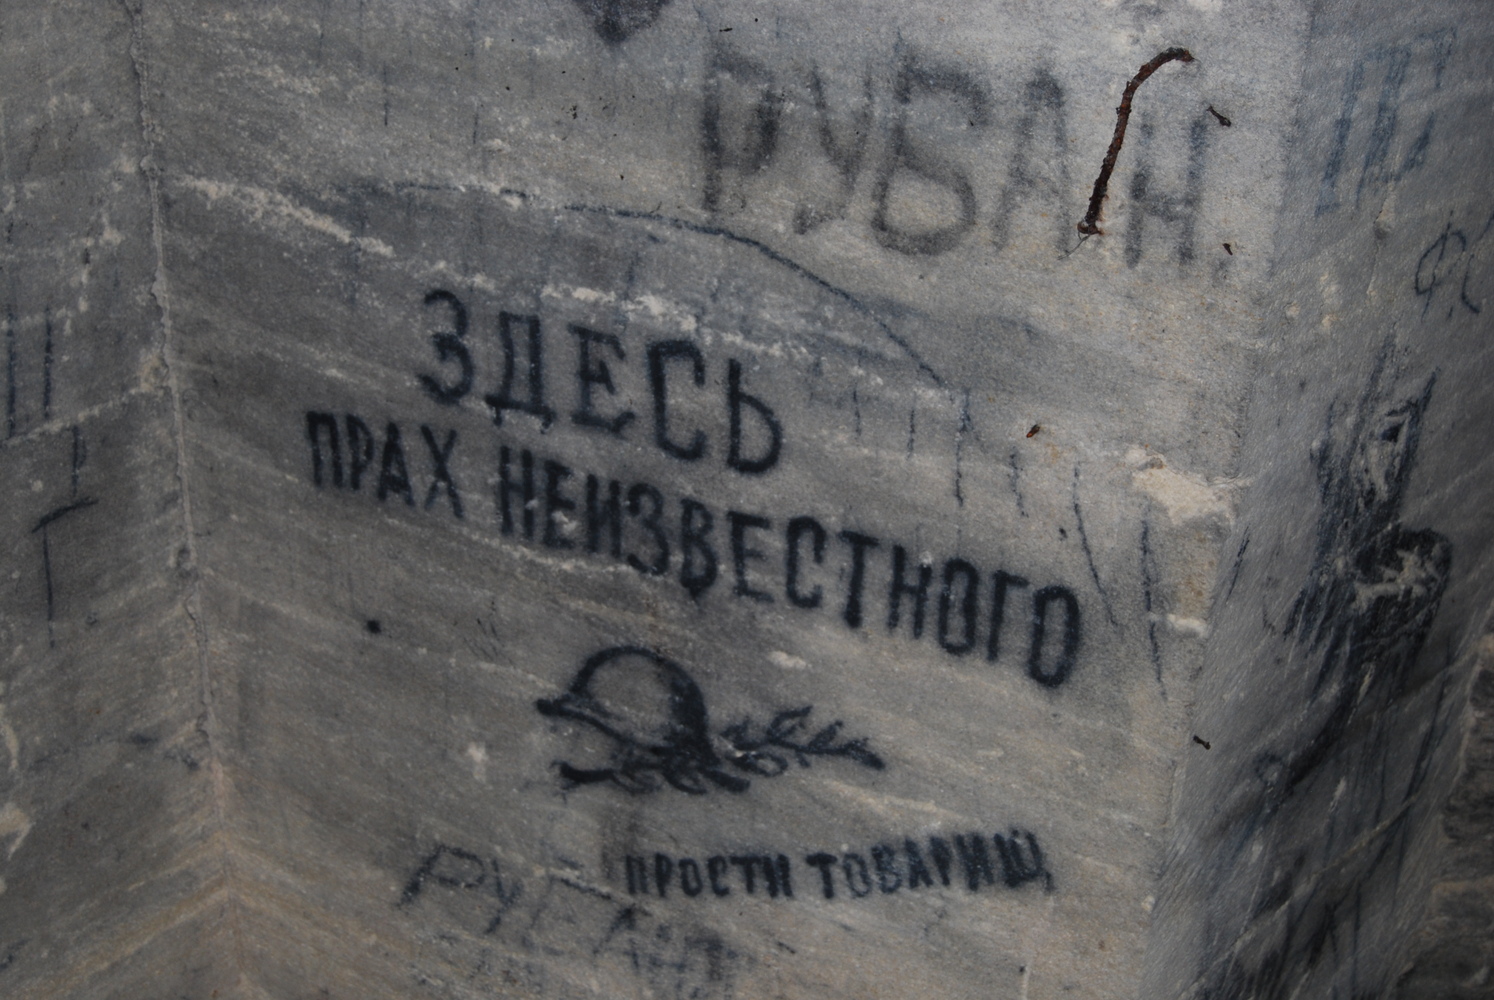 РУБАН.
ЗДЕСЬ
ПРАХ НЕИЗВЕСТНОГО
ПРОСТИ ТОВАРИЩ